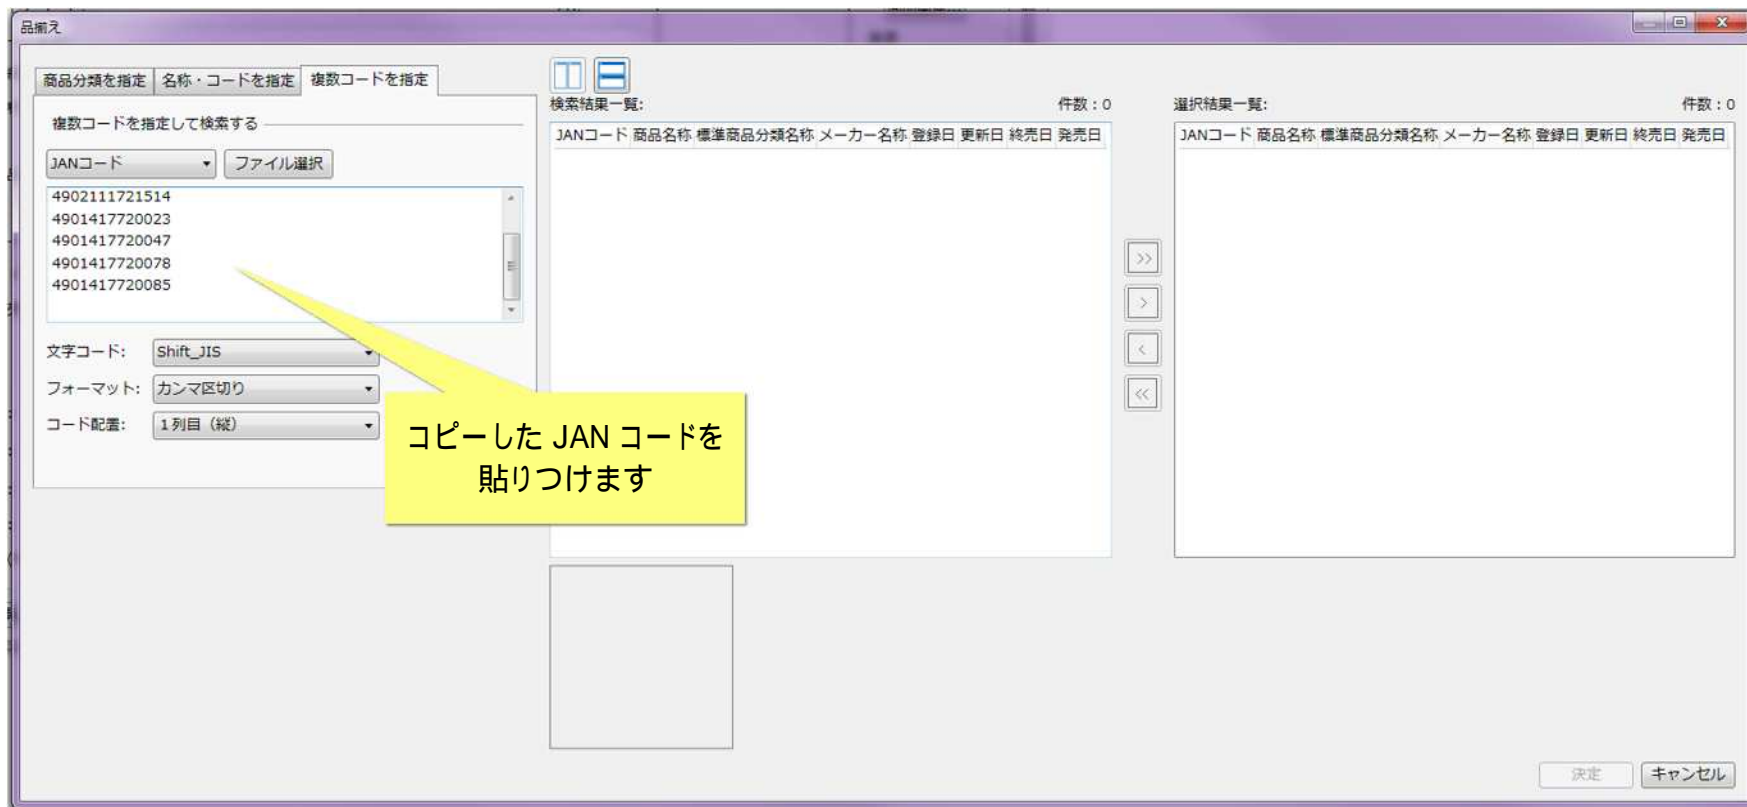 品揃え
商品分類を指定 名称・コードを指定 複数コードを指定
複数コードを指定して検索する
JANコード ファイル選択
4902111721514
4901417720023
4901417720047
4901417720078
4901417720085
文字コード: Shift_JIS
フォーマット: カンマ区切り
コード配置: 1列目（縦）
コピーした JAN コードを
貼りつけます
検索結果一覧: 件数：0
JANコード 商品名称 標準商品分類名称 メーカー名称 登録日 更新日 終売日 発売日
>>
>
<
<<
選択結果一覧: 件数：0
JANコード 商品名称 標準商品分類名称 メーカー名称 登録日 更新日 終売日 発売日
決定 キャンセル